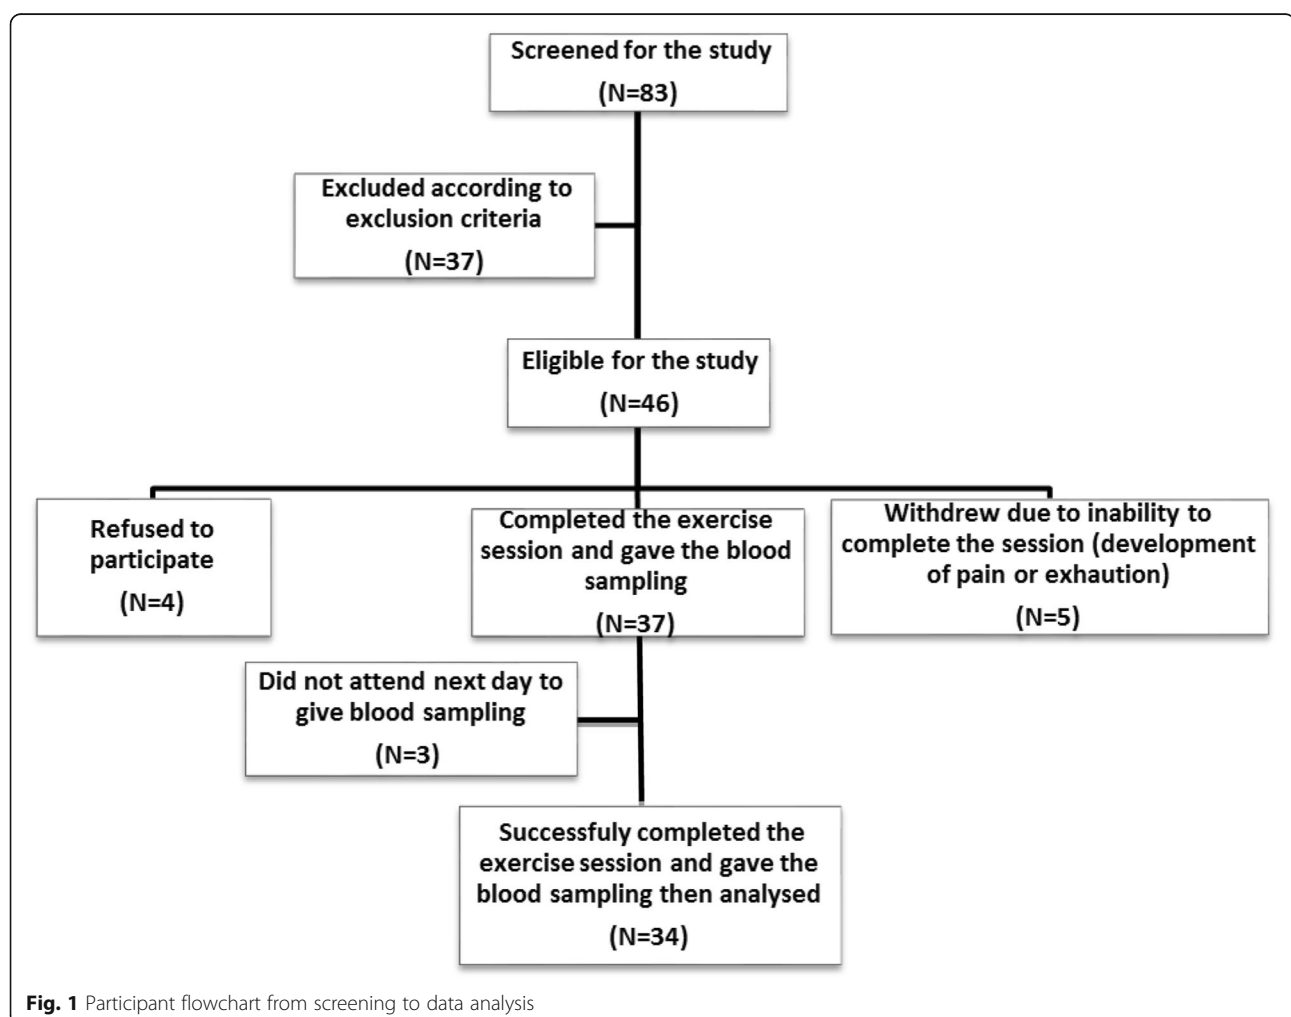 Screened for the study
(N=83)
Excluded according to
exclusion criteria
(N=37)
Eligible for the study
(N=46)
Refused to
participate
(N=4)
Completed the exercise
session and gave the blood
sampling
(N=37)
Withdrew due to inability to
complete the session (development
of pain or exhaution)
(N=5)
Did not attend next day to
give blood sampling
(N=3)
Successfuly completed the
exercise session and gave the
blood sampling then analysed
(N=34)
Fig. 1 Participant flowchart from screening to data analysis